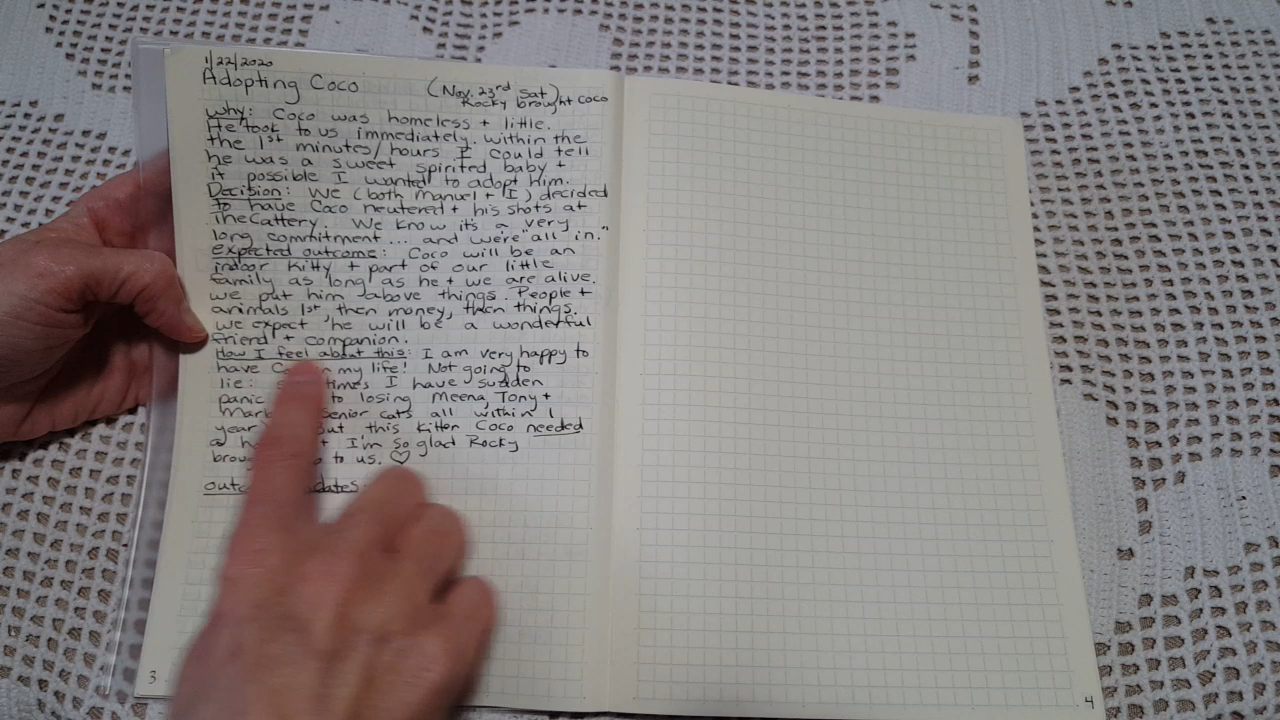 1/22/2020
Adopting Coco (Nov. 23rd sat)
Rocky brought coco
why: Coco was homeless + little.
He took to us immediately. within the
the 1st minutes/hours I could tell
he was a sweet spirited baby +
if possible I wanted to adopt him.
Decision: We (both Manuel + I) decided
to have Coco neutered + his shots at
The Cattery. We know it's a very
long commitment... and we're "all in."
expected outcome: Coco will be an
indoor kitty + part of our little
family as long as he + we are alive.
we put him above things. People +
animals 1st, then money, then things.
we expect he will be a wonderful
friend + companion.
How I feel about this: I am very happy to
have my life! Not going to
lie: I have sudden
panic to losing Meena, Tony +
senior cats all within 1
year but this kitten Coco needed
a + I'm so glad Rocky
to us. ♡
3
4